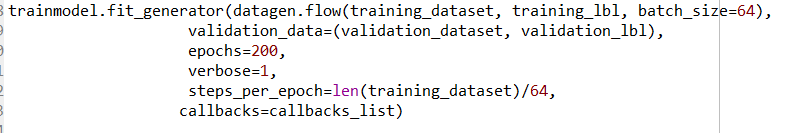 trainmodel.fit_generator(datagen.flow(training_dataset, training_lbl, batch_size=64),
validation_data=(validation_dataset, validation_lbl),
epochs=200,
verbose=1,
steps_per_epoch=len(training_dataset)/64,
callbacks=callbacks_list)